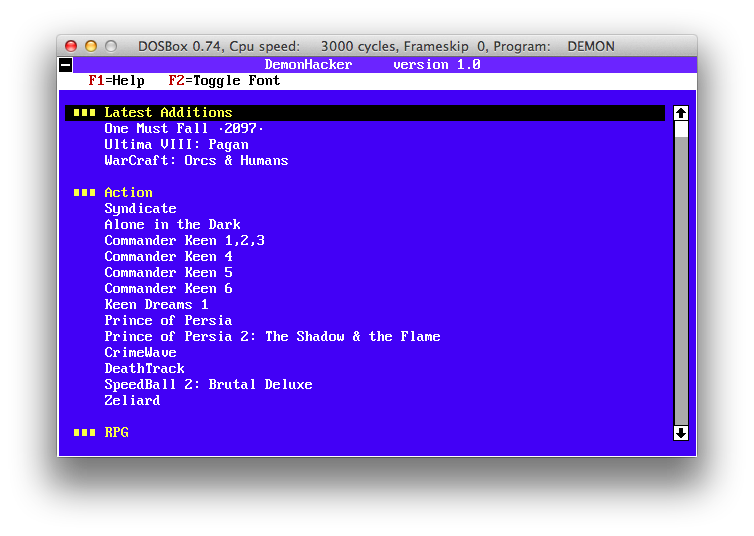 DOSBox 0.74, Cpu speed: 3000 cycles, Frameskip 0, Program: DEMON
DemonHacker version 1.0
F1=Help F2=Toggle Font
Latest Additions
One Must Fall ·2097·
Ultima VIII: Pagan
WarCraft: Orcs & Humans
Action
Syndicate
Alone in the Dark
Commander Keen 1,2,3
Commander Keen 4
Commander Keen 5
Commander Keen 6
Keen Dreams 1
Prince of Persia
Prince of Persia 2: The Shadow & the Flame
CrimeWave
DeathTrack
SpeedBall 2: Brutal Deluxe
Zeliard
RPG